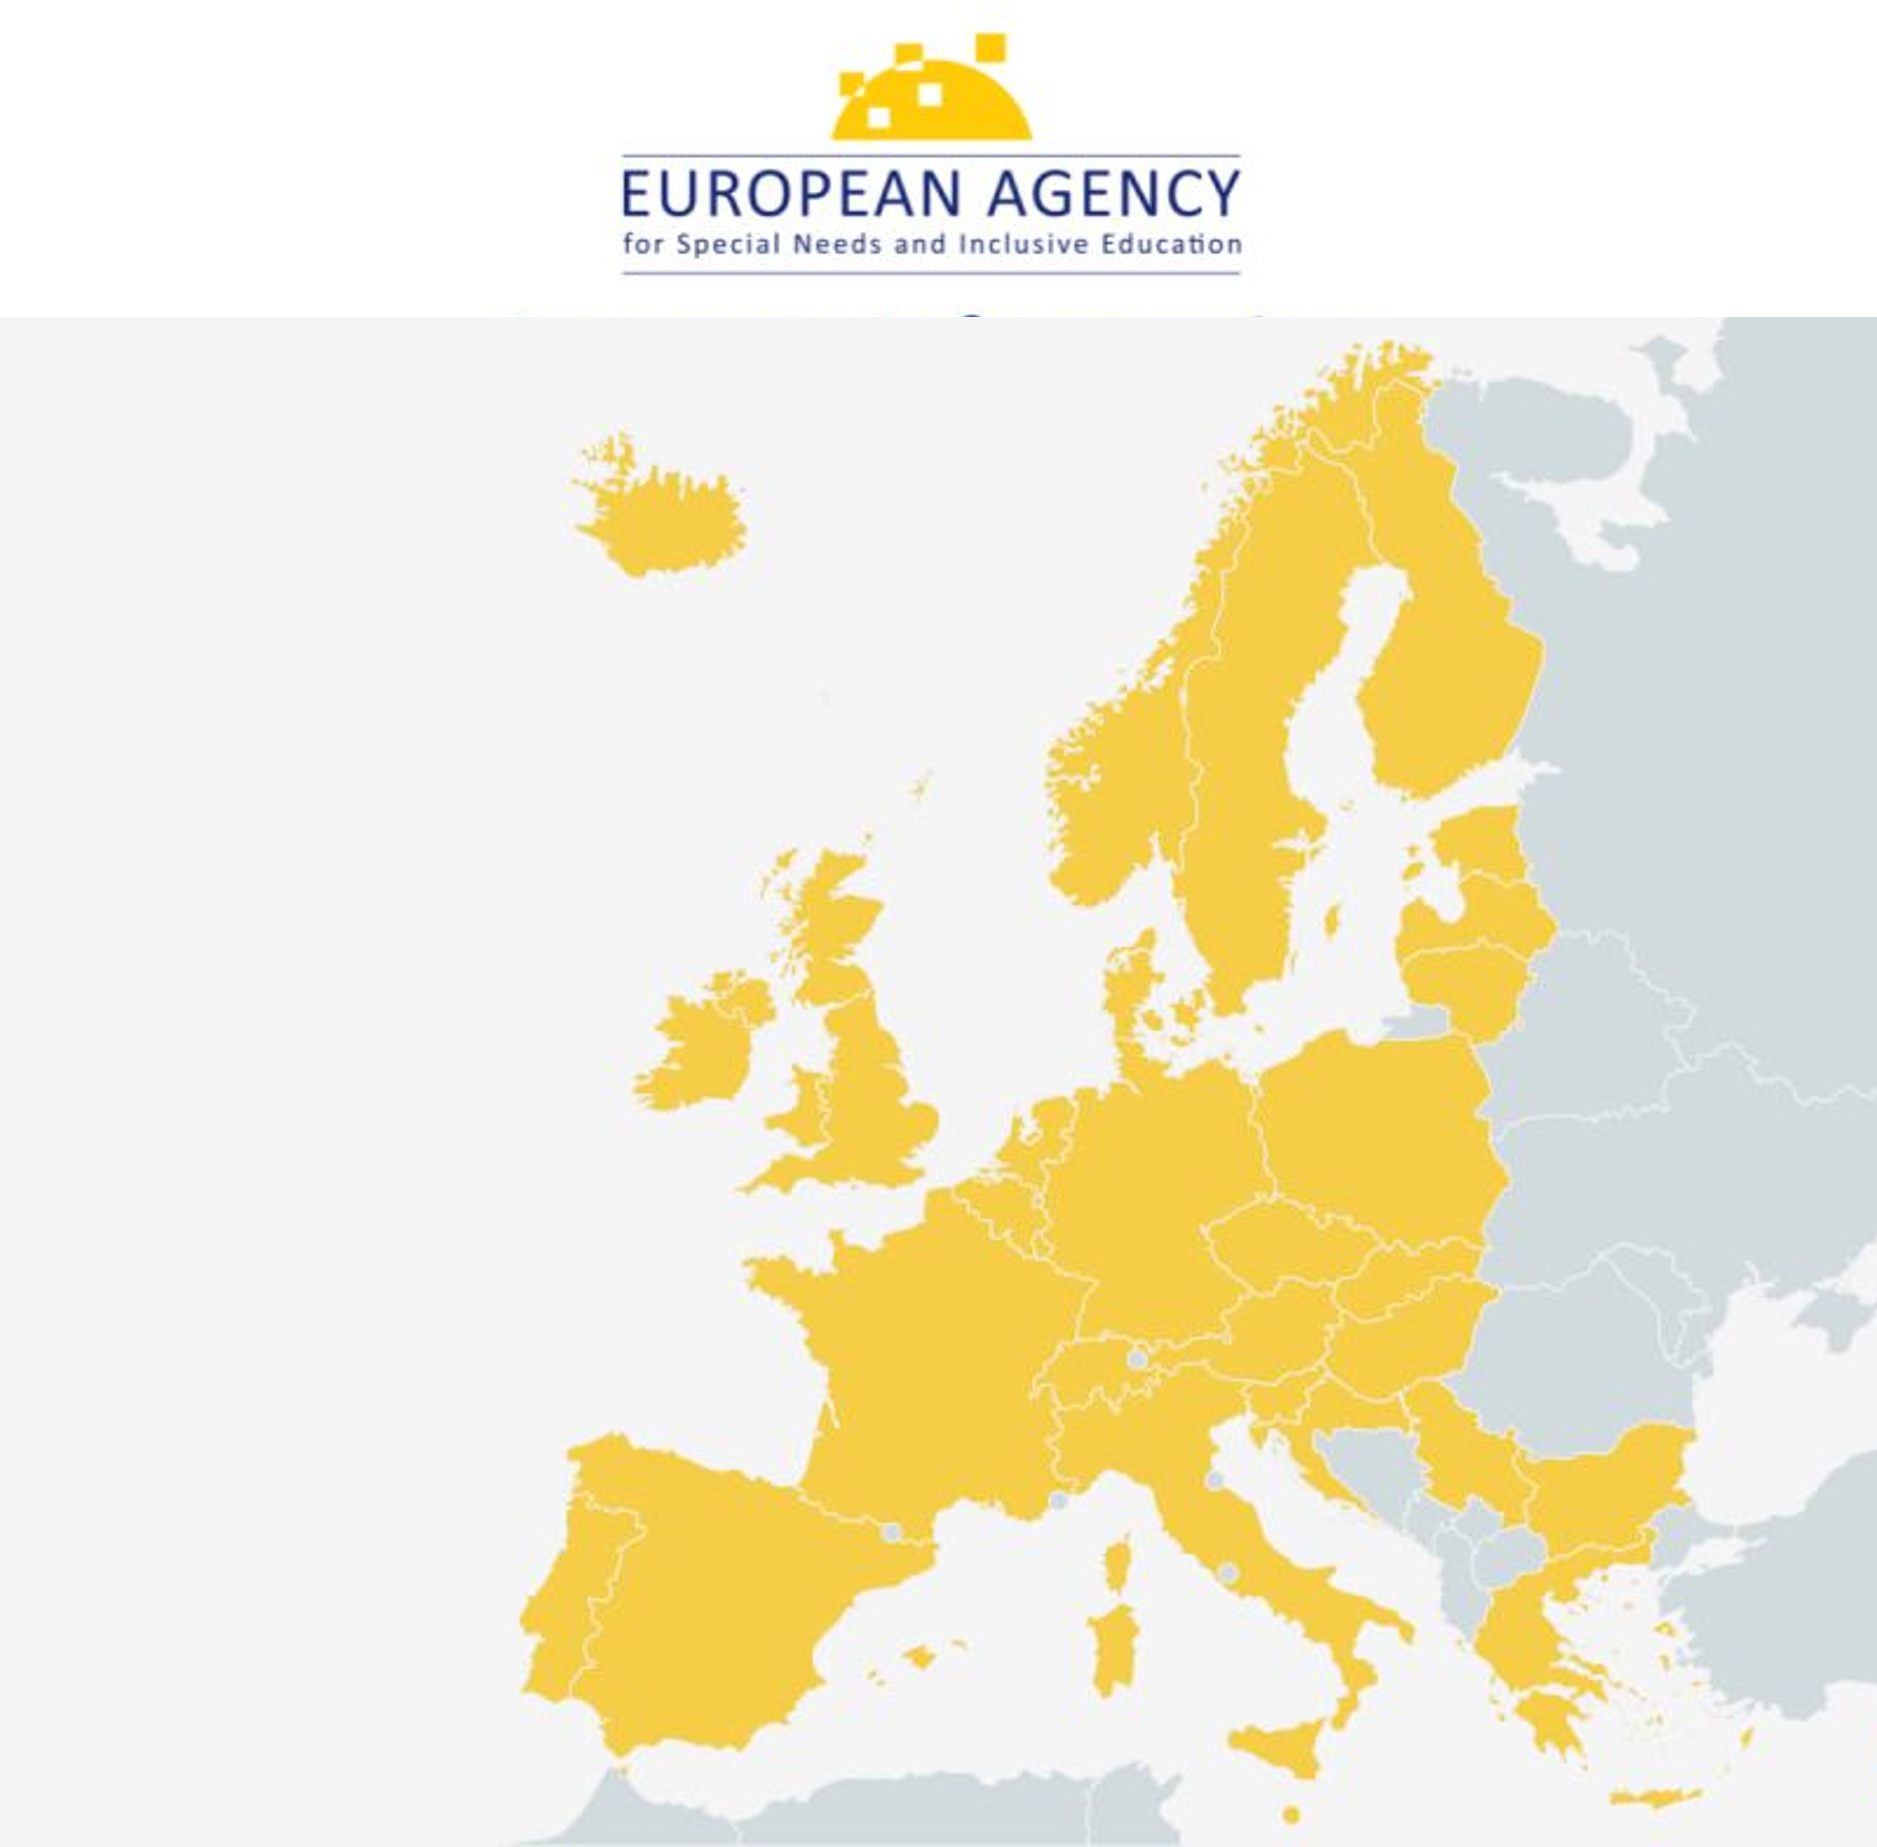 EUROPEAN AGENCY
for Special Needs and Inclusive Education